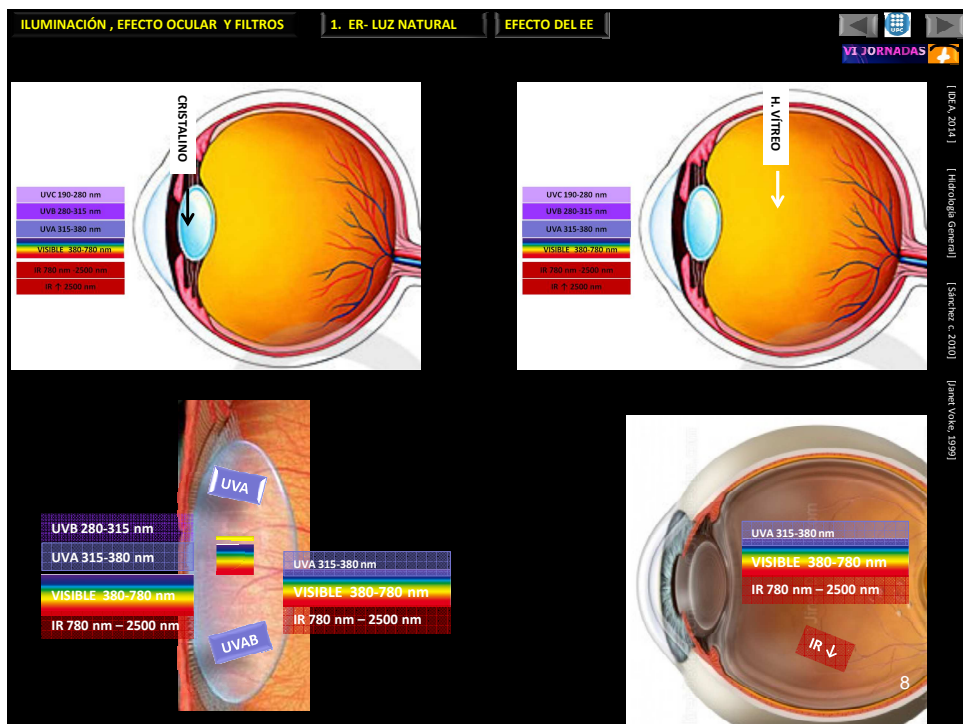 ILUMINACIÓN , EFECTO OCULAR Y FILTROS
1. ER- LUZ NATURAL
EFECTO DEL EE
UPC
VI JORNADAS
CRISTALINO
UVC 190-280 nm
UVB 280-315 nm
UVA 315-380 nm
VISIBLE 380-780 nm
IR 780 nm -2500 nm
IR ↑ 2500 nm
H. VÍTREO
UVC 190-280 nm
UVB 280-315 nm
UVA 315-380 nm
VISIBLE 380-780 nm
IR 780 nm -2500 nm
IR ↑ 2500 nm
[ IDEA, 2014 ]
[ Hidrología General]
[Sánchez c. 2010]
[Janet Voke, 1999]
UVA
UVB 280-315 nm
UVA 315-380 nm
VISIBLE 380-780 nm
IR 780 nm – 2500 nm
UVA 315-380 nm
VISIBLE 380-780 nm
IR 780 nm – 2500 nm
UVAB
UVA 315-380 nm
VISIBLE 380-780 nm
IR 780 nm – 2500 nm
IR ↓
8